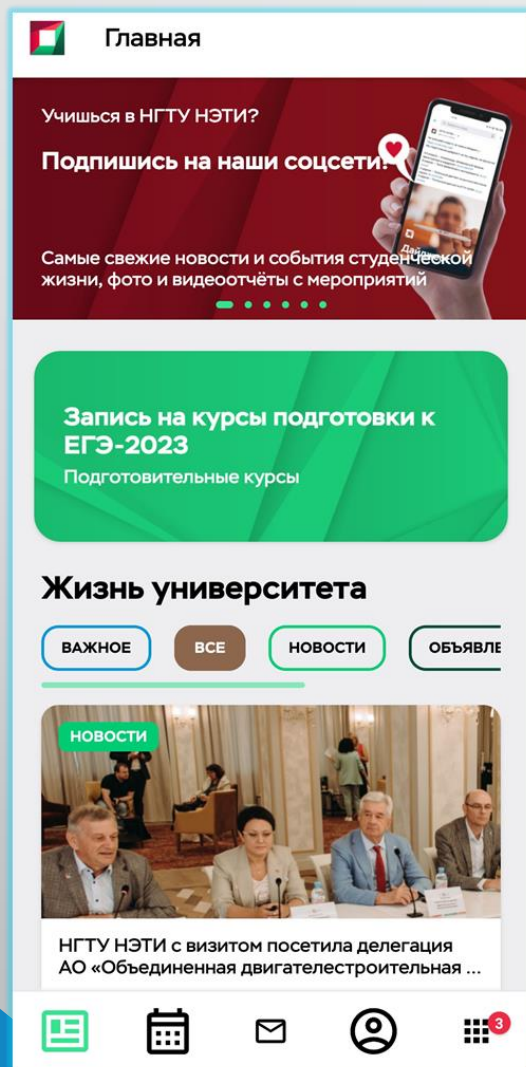 Главная
Учишься в НГТУ НЭТИ?
Подпишись на наши соцсети!
Самые свежие новости и события студенческой
жизни, фото и видеоотчёты с мероприятий
Запись на курсы подготовки к
ЕГЭ-2023
Подготовительные курсы
Жизнь университета
ВАЖНОЕ ВСЕ НОВОСТИ ОБЪЯВЛЕ
НОВОСТИ
НГТУ НЭТИ с визитом посетила делегация
АО «Объединенная двигателестроительная ...
3